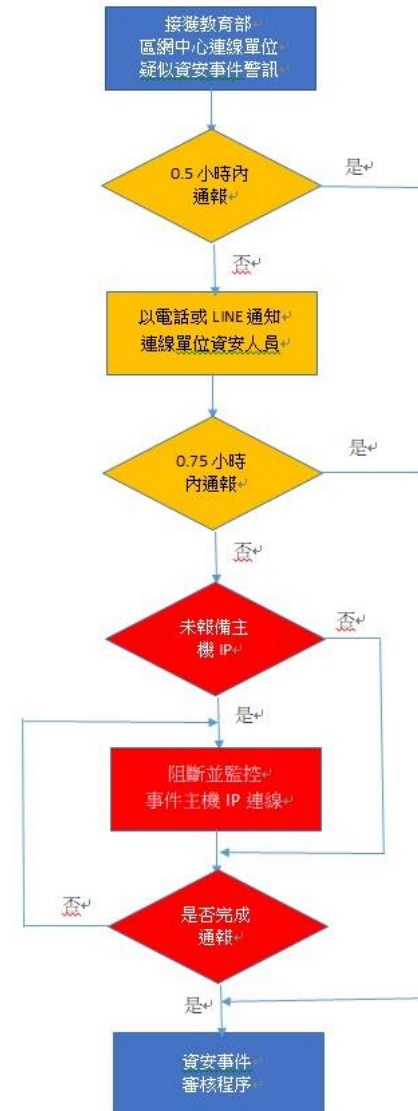 接獲教育部
區網中心連線單位
疑似資安事件警訊
0.5 小時內
通報
是
否
以電話或 LINE 通知
連線單位資安人員
0.75 小時
內通報
是
否
未報備主
機 IP
否
是
阻斷並監控
事件主機 IP 連線
是否完成
通報
否
是
資安事件
審核程序